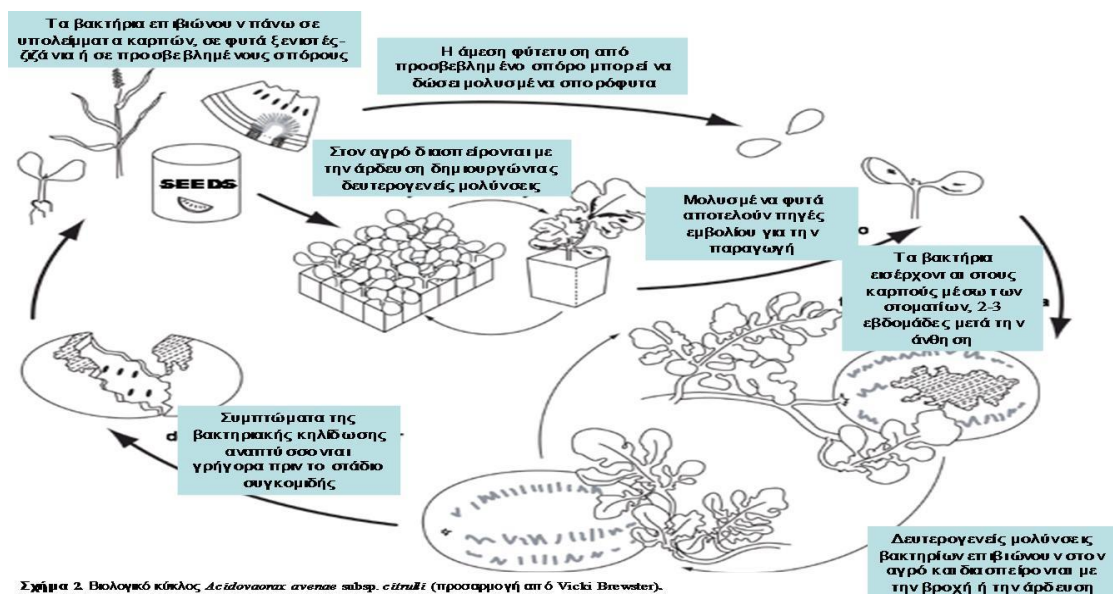 Τα βακτήρια επιβιώνουν πάνω σε
υπολείμματα καρπών, σε φυτά ξενιστές-
ζιζάνια ή σε προσβεβλημένους σπόρους
Η άμεση φύτετυση από
προσβεβλημένο σπόρο μπορεί να
δώσει μολυσμένα σπορόφυτα
SEEDS
Στον αγρό διασπείρονται με
την άρδευση δημιουργώντας
δευτερογενείς μολύνσεις
Μολυσμένα φυτά
αποτελούν πηγές
εμβολίου για την
παραγωγή
Τα βακτήρια
εισέρχονται στους
καρπούς μέσω των
στοματίων, 2-3
εβδομάδες μετά την
άνθηση
Συμπτώματα της
βακτηριακής κηλίδωσης
αναπτύσσονται
γρήγορα πριν το στάδιο
συγκομιδής
Δευτερογενείς μολύνσεις
βακτηρίων επιβιώνουν στον
αγρό και διασπείρονται με
την βροχή ή την άρδευση
Σχήμα 2. Βιολογικό κύκλος Acidovaorax avenae subsp. citrulli (προσαρμογή από Vicki Brewster).